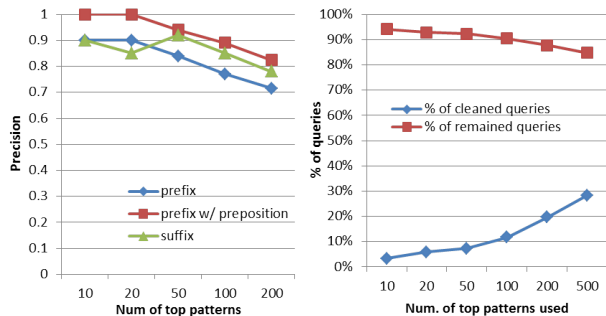 1
0.9
0.8
0.7
0.6
0.5
0.4
0.3
0.2
0.1
0
Precision
prefix
prefix w/ preposition
suffix
10 20 50 100 200
Num of top patterns
100%
90%
80%
70%
60%
50%
40%
30%
20%
10%
0%
% of queries
% of cleaned queries
% of remained queries
10 20 50 100 200 500
Num. of top patterns used